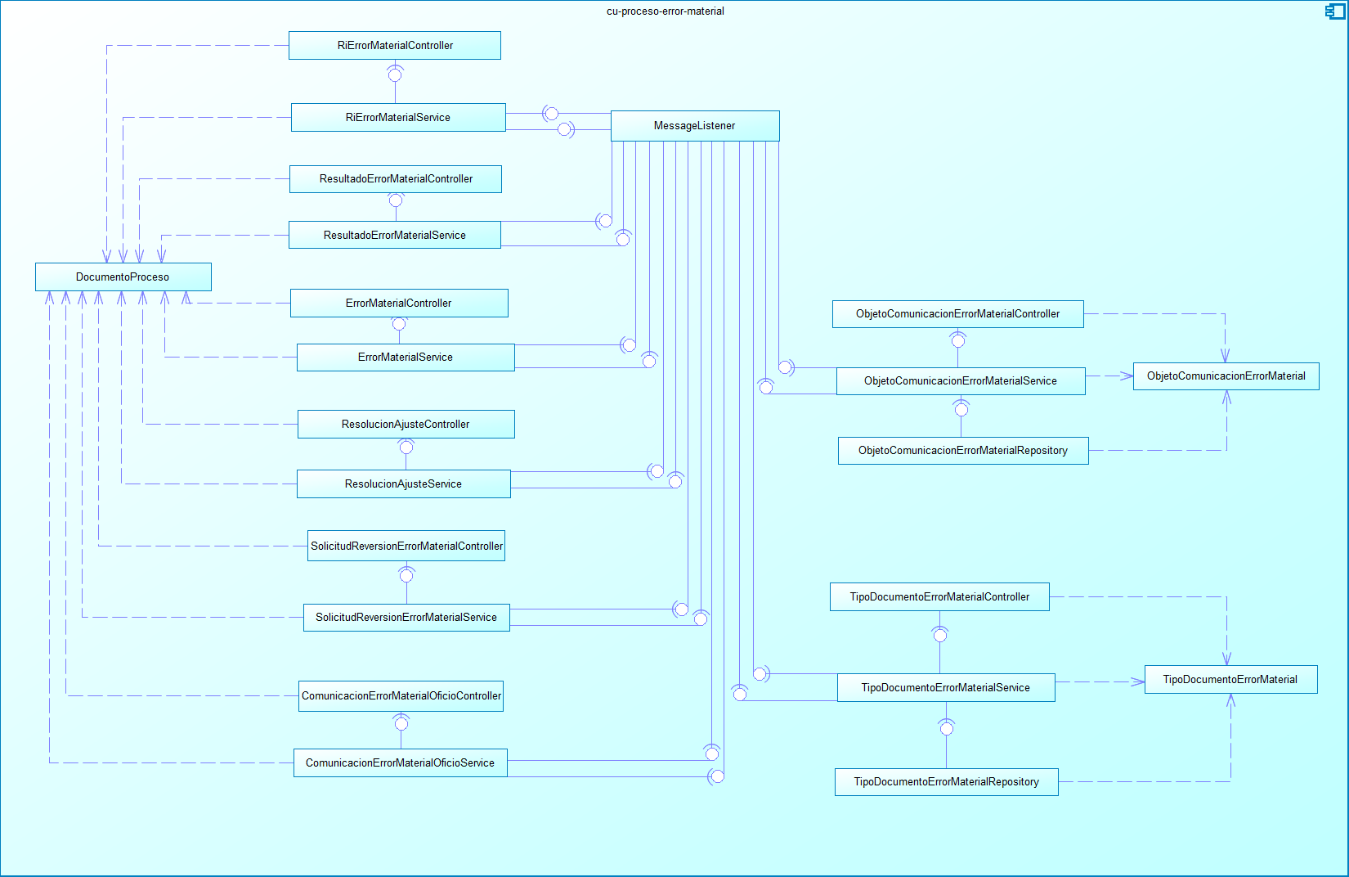 cu-proceso-error-material
RiErrorMaterialController
RiErrorMaterialService
MessageListener
ResultadoErrorMaterialController
ResultadoErrorMaterialService
DocumentoProceso
ErrorMaterialController
ErrorMaterialService
ResolucionAjusteController
ResolucionAjusteService
SolicitudReversionErrorMaterialController
SolicitudReversionErrorMaterialService
ComunicacionErrorMaterialOficioController
ComunicacionErrorMaterialOficioService
ObjetoComunicacionErrorMaterialController
ObjetoComunicacionErrorMaterialService
ObjetoComunicacionErrorMaterial
ObjetoComunicacionErrorMaterialRepository
TipoDocumentoErrorMaterialController
TipoDocumentoErrorMaterialService
TipoDocumentoErrorMaterial
TipoDocumentoErrorMaterialRepository